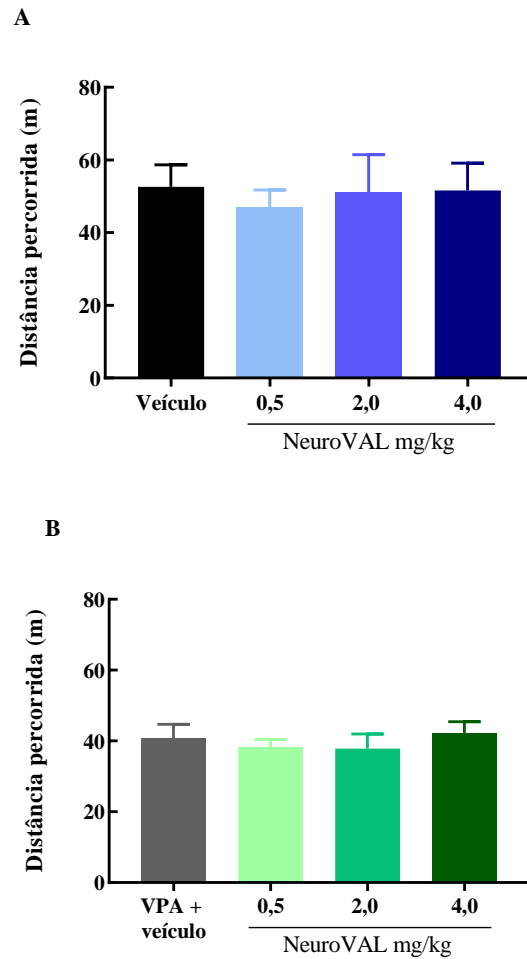 A
Distância percorrida (m)
80
60
40
20
0
Veículo
0,5
2,0
4,0
NeuroVAL mg/kg
B
Distância percorrida (m)
80
60
40
20
0
VPA +
veículo
0,5
2,0
4,0
NeuroVAL mg/kg